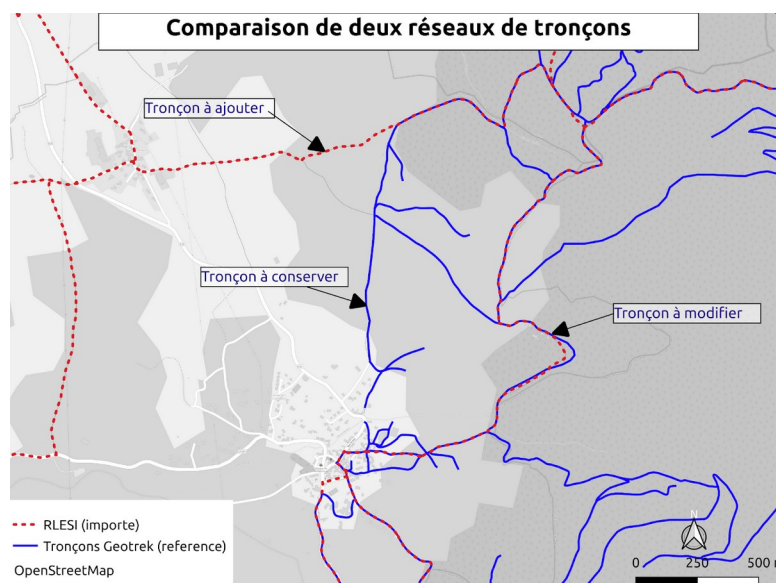 Comparaison de deux réseaux de tronçons
Tronçon à ajouter
Tronçon à conserver
Tronçon à modifier
RLESI (importe)
Tronçons Geotrek (reference)
OpenStreetMap
N
0 250 500 m